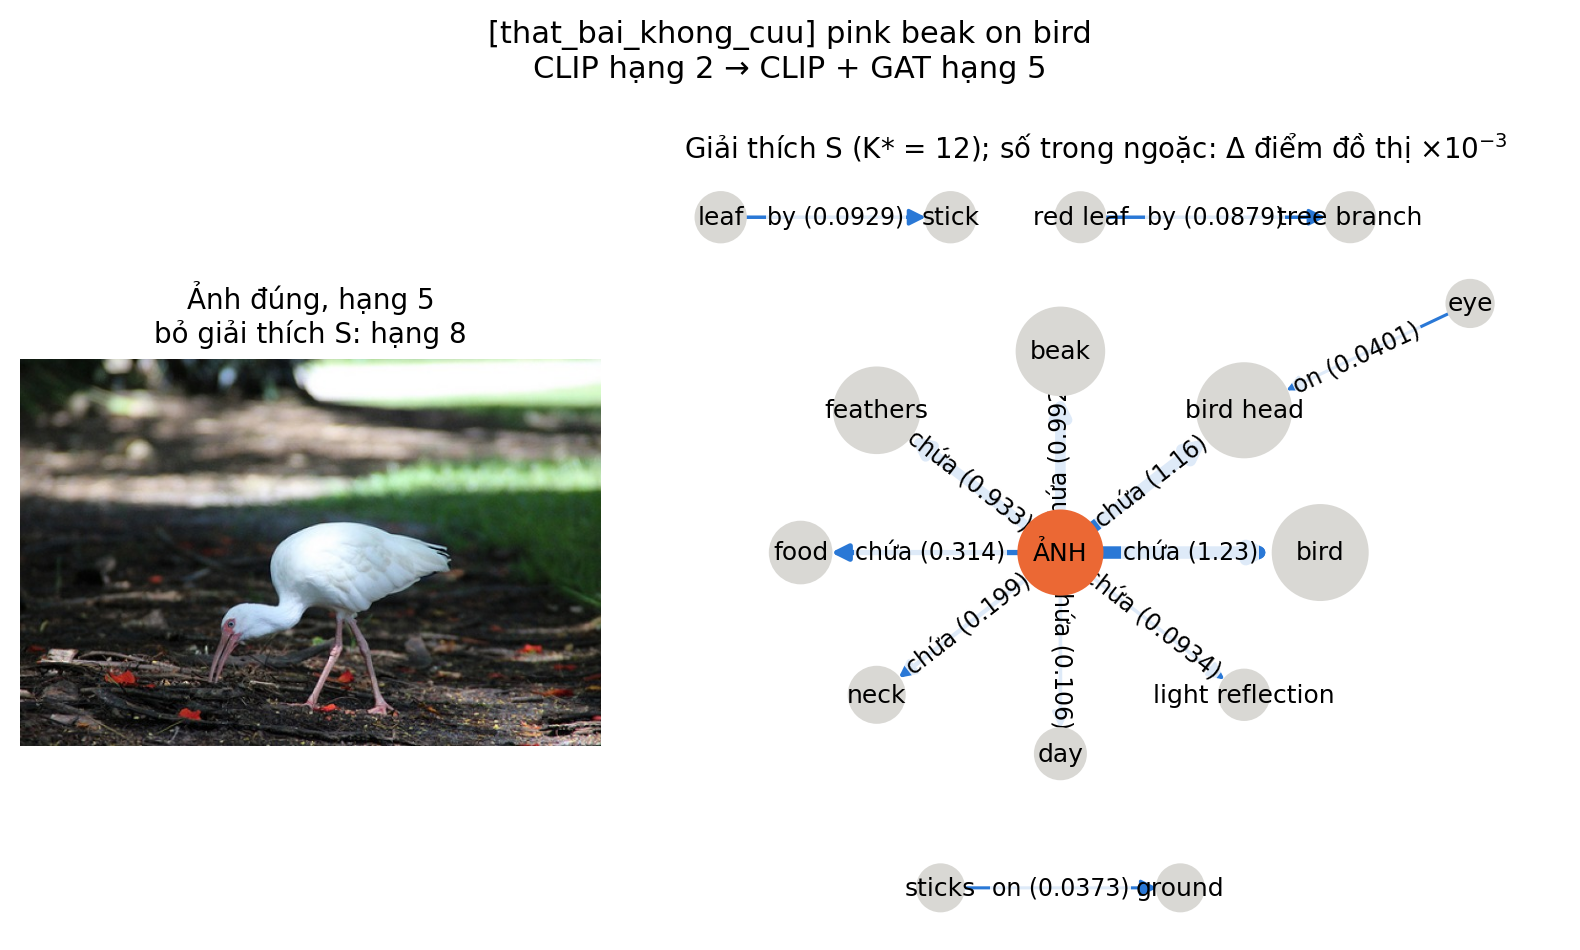 [that_bai_khong_cuu] pink beak on bird
CLIP hạng 2 → CLIP + GAT hạng 5
Giải thích S (K* = 12); số trong ngoặc: Δ điểm đồ thị ×10⁻³
leaf by (0.0929) stick
red leaf by (0.0879) tree branch
Ảnh đúng, hạng 5
bỏ giải thích S: hạng 8
eye
on (0.0401)
beak
feathers
bird head
chứa (0.933)
chứa (1.16)
food chứa (0.314) ẢNH chứa (1.23) bird
chứa (0.199)
chứa (0.106)
chứa (0.0934)
neck
light reflection
day
sticks on (0.0373) ground